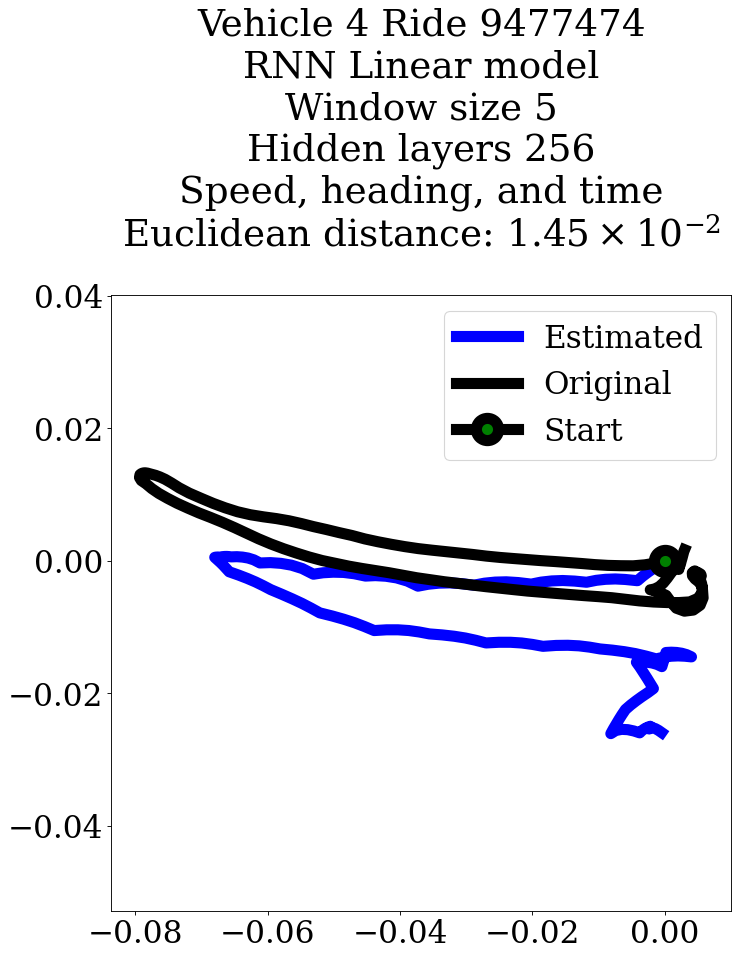 Vehicle 4 Ride 9477474
RNN Linear model
Window size 5
Hidden layers 256
Speed, heading, and time
Euclidean distance: 1.45 × 10⁻²
0.04
Estimated
Original
Start
0.02
0.00
−0.02
−0.04
−0.08 −0.06 −0.04 −0.02 0.00